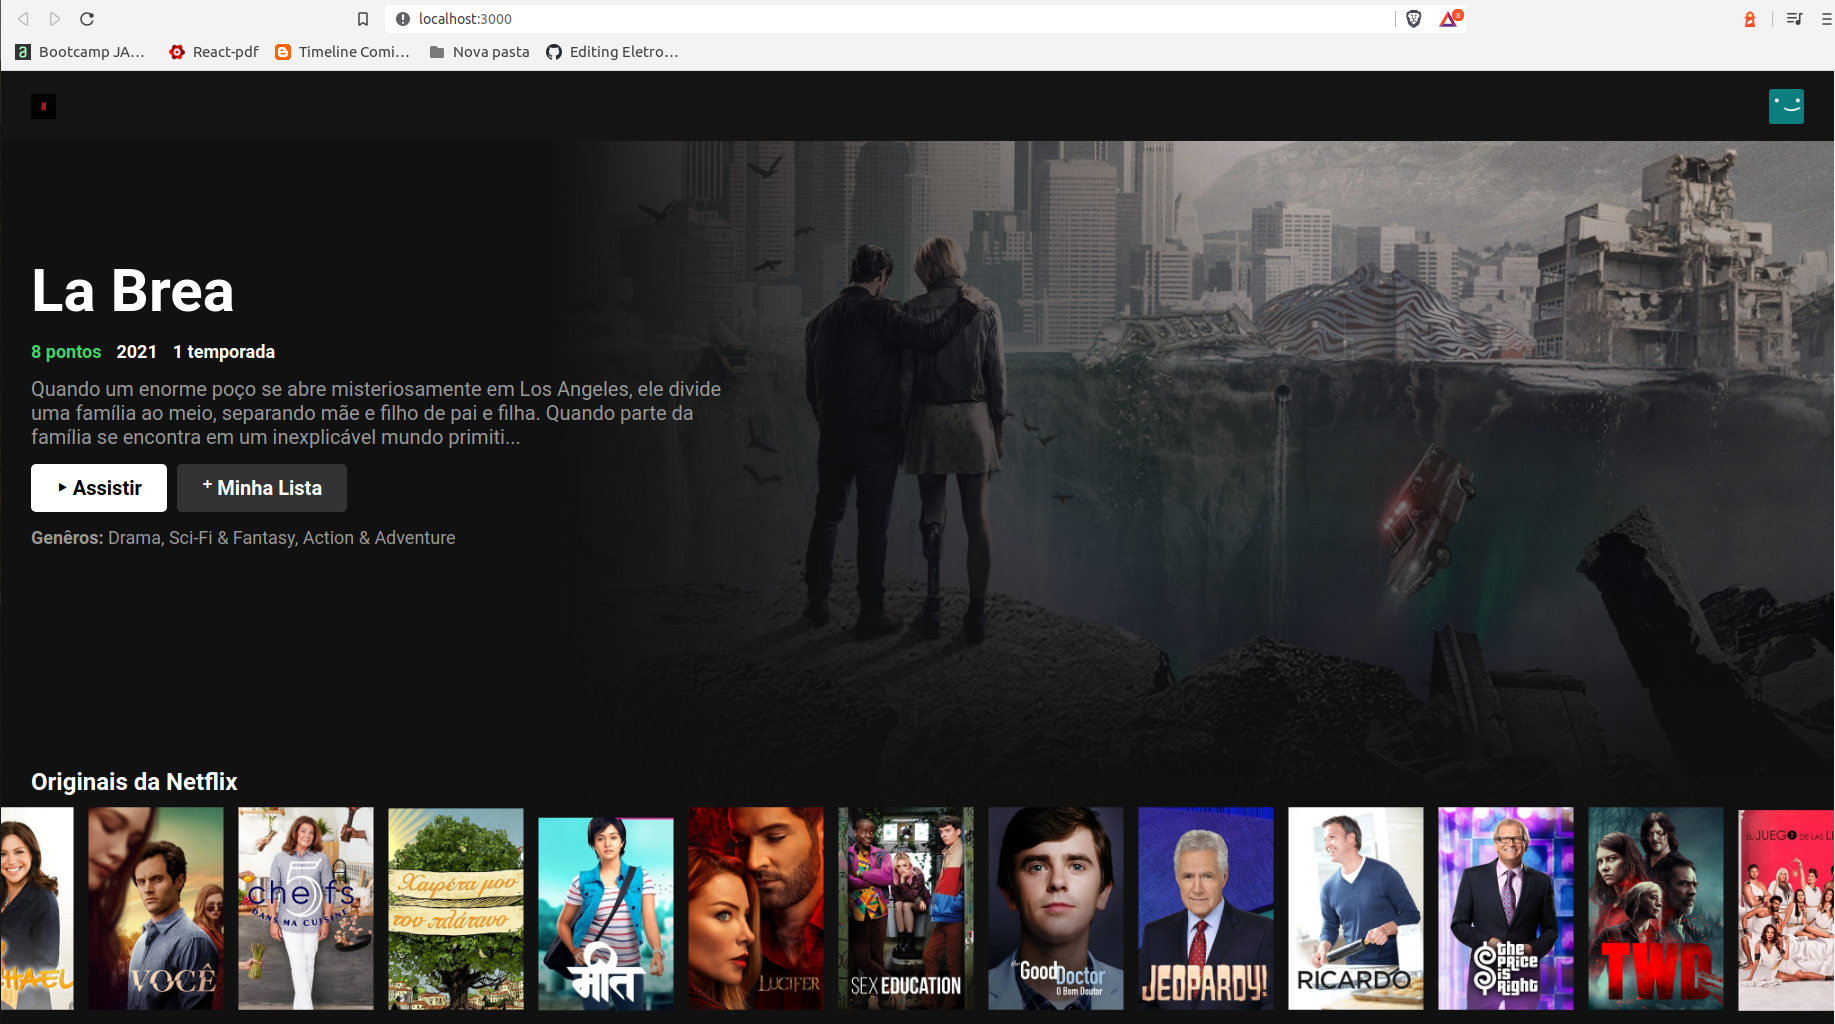 localhost:3000
Bootcamp JA...
React-pdf
Timeline Comi...
Nova pasta
Editing Eletro...
N
La Brea
8 pontos 2021 1 temporada
Quando um enorme poço se abre misteriosamente em Los Angeles, ele divide
uma família ao meio, separando mãe e filho de pai e filha. Quando parte da
família se encontra em um inexplicável mundo primiti...
Assistir
+ Minha Lista
Genêros: Drama, Sci-Fi & Fantasy, Action & Adventure
Originais da Netflix
HAEL
VOCÊ
5
chefs
DANS MA CUISINE
Χαιρέτα μου
τον πλάτανο
मीत
LUCIFER
SEX EDUCATION
the Good Doctor
O Bom Doutor
JEOPARDY!
RICARDO
the
PRICE
is
Right
TWD
EL JUEGO DE LAS